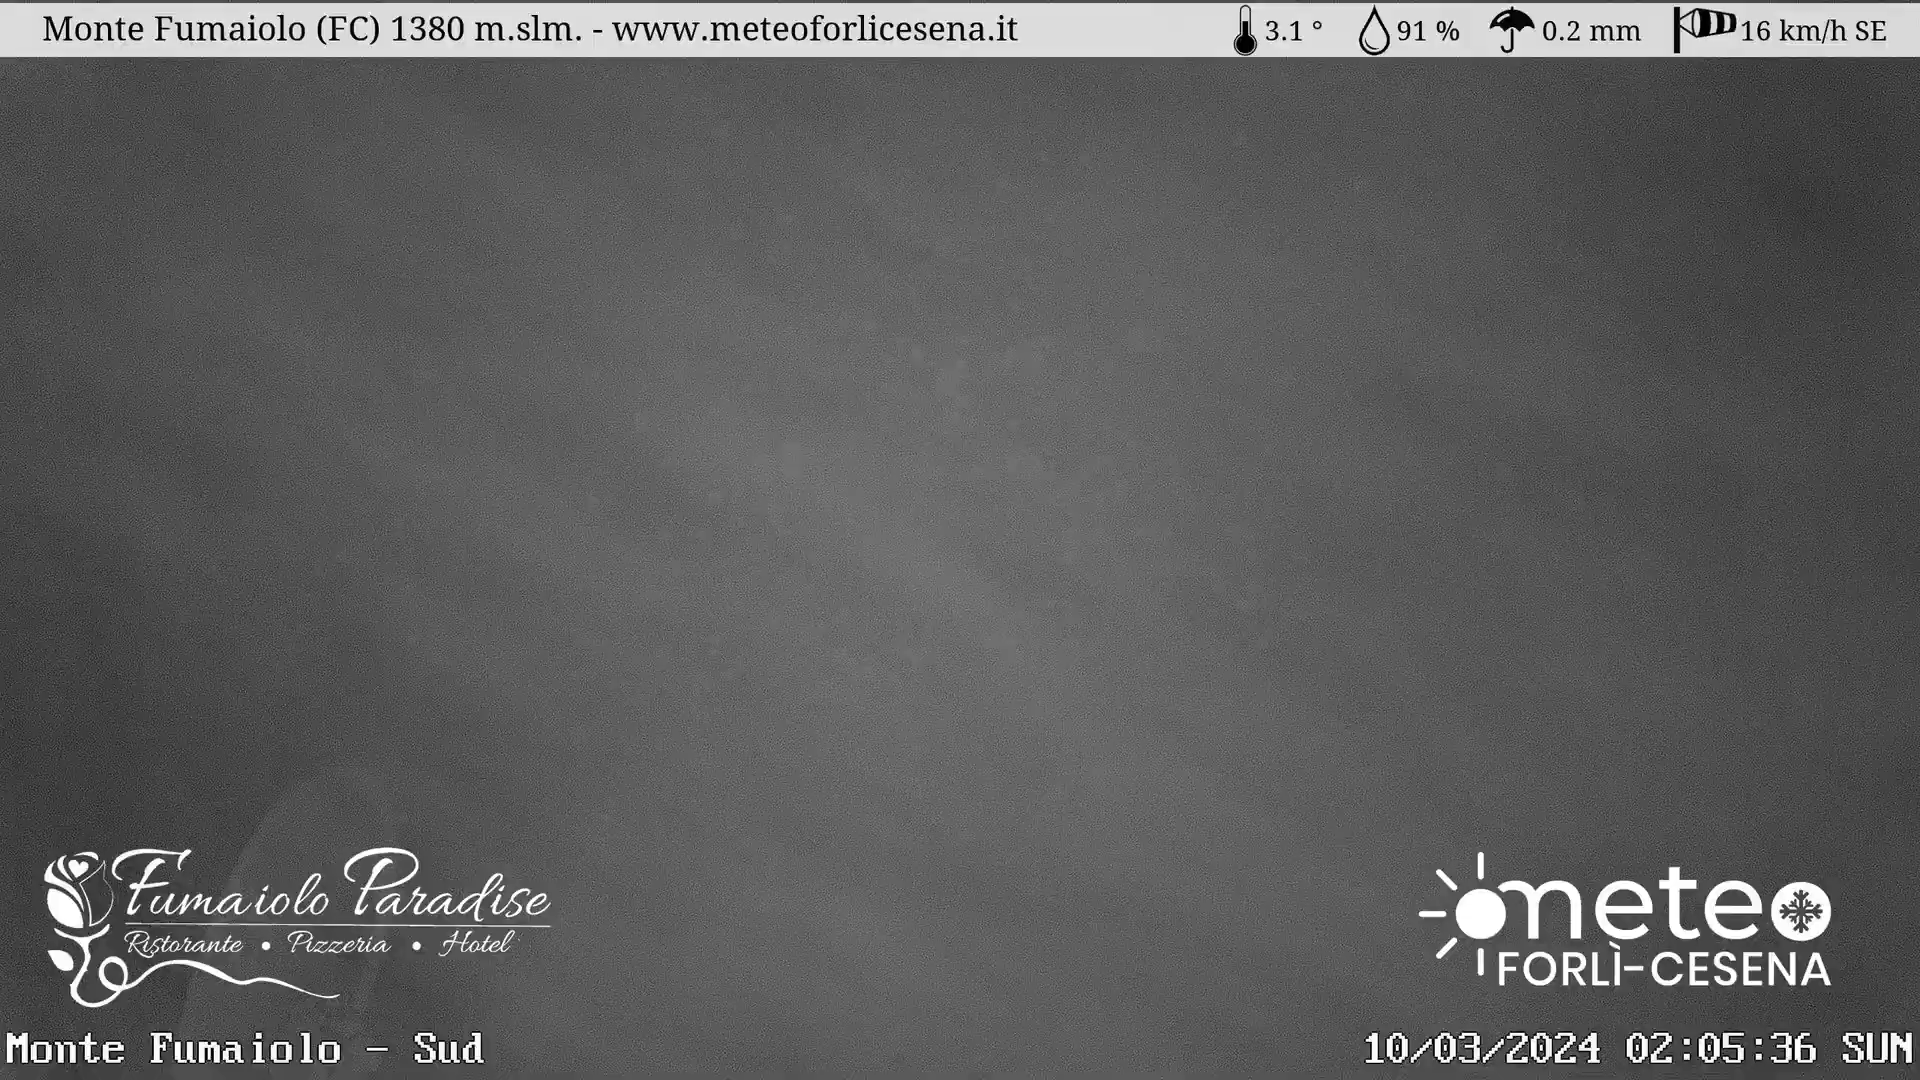 Monte Fumaiolo (FC) 1380 m.slm. - www.meteoforlicesena.it 3.1 ° 91 % 0.2 mm 16 km/h SE
Fumaiolo Paradise
Ristorante • Pizzeria • Hotel
meteo
FORLÌ-CESENA
Monte Fumaiolo - Sud 10/03/2024 02:05:36 SUN